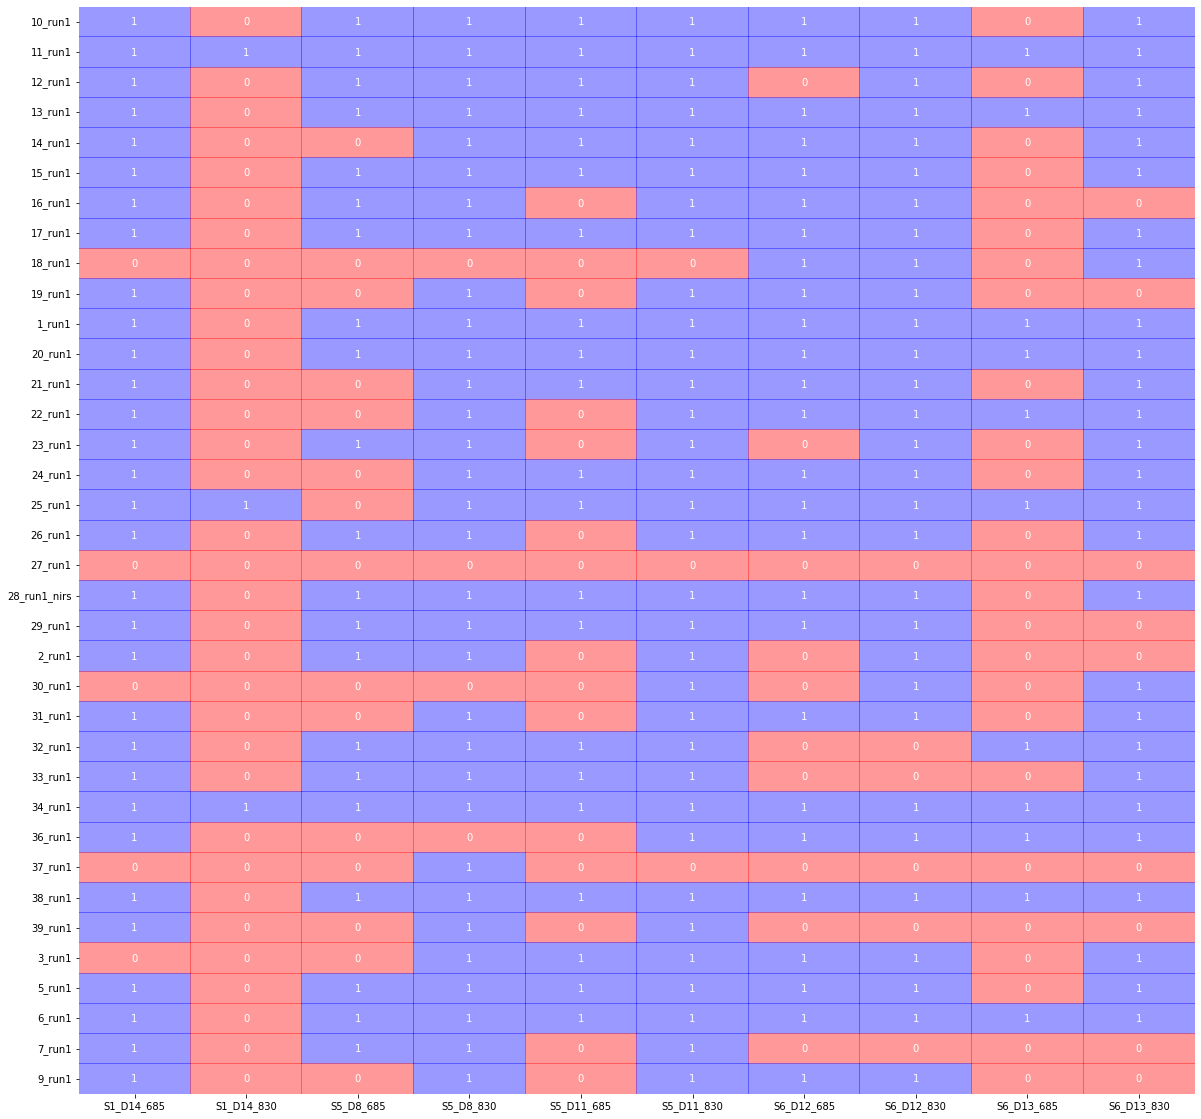 10_run1 1 0 1 1 1 1 1 1 0 1
11_run1 1 1 1 1 1 1 1 1 1 1
12_run1 1 0 1 1 1 1 0 1 0 1
13_run1 1 0 1 1 1 1 1 1 1 1
14_run1 1 0 0 1 1 1 1 1 0 1
15_run1 1 0 1 1 1 1 1 1 0 1
16_run1 1 0 1 1 0 1 1 1 0 0
17_run1 1 0 1 1 1 1 1 1 0 1
18_run1 0 0 0 0 0 0 1 1 0 1
19_run1 1 0 0 1 0 1 1 1 0 0
1_run1 1 0 1 1 1 1 1 1 1 1
20_run1 1 0 1 1 1 1 1 1 1 1
21_run1 1 0 0 1 1 1 1 1 0 1
22_run1 1 0 0 1 0 1 1 1 1 1
23_run1 1 0 1 1 0 1 0 1 0 1
24_run1 1 0 0 1 1 1 1 1 0 1
25_run1 1 1 0 1 1 1 1 1 1 1
26_run1 1 0 1 1 0 1 1 1 0 1
27_run1 0 0 0 0 0 0 0 0 0 0
28_run1_nirs 1 0 1 1 1 1 1 1 0 1
29_run1 1 0 1 1 1 1 1 1 0 0
2_run1 1 0 1 1 0 1 0 1 0 0
30_run1 0 0 0 0 0 1 0 1 0 1
31_run1 1 0 0 1 0 1 1 1 0 1
32_run1 1 0 1 1 1 1 0 0 1 1
33_run1 1 0 1 1 1 1 0 0 0 1
34_run1 1 1 1 1 1 1 1 1 1 1
36_run1 1 0 0 0 0 1 1 1 1 1
37_run1 0 0 0 1 0 0 0 0 0 0
38_run1 1 0 1 1 1 1 1 1 1 1
39_run1 1 0 0 1 0 1 0 0 0 0
3_run1 0 0 0 1 1 1 1 1 0 1
5_run1 1 0 1 1 1 1 1 1 0 1
6_run1 1 0 1 1 1 1 1 1 1 1
7_run1 1 0 1 1 0 1 0 0 0 0
9_run1 1 0 0 1 0 1 1 1 0 0
S1_D14_685 S1_D14_830 S5_D8_685 S5_D8_830 S5_D11_685 S5_D11_830 S6_D12_685 S6_D12_830 S6_D13_685 S6_D13_830